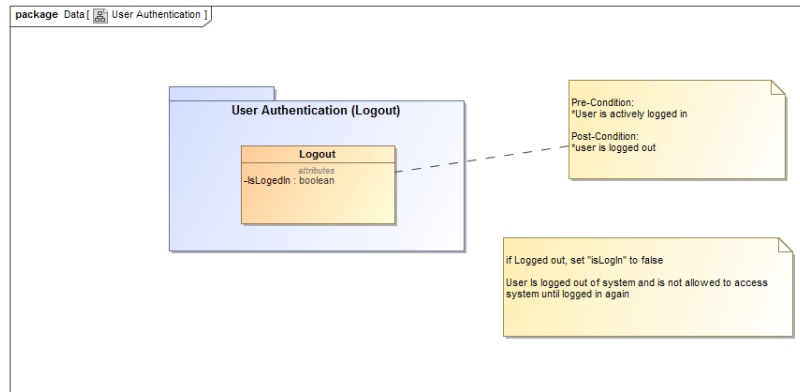 package Data [ User Authentication ]
User Authentication (Logout)
Logout
attributes
-IsLogedIn : boolean
Pre-Condition:
*User is actively logged in
Post-Condition:
*user is logged out
if Logged out, set "isLogIn" to false
User Is logged out of system and is not allowed to access
system until logged in again